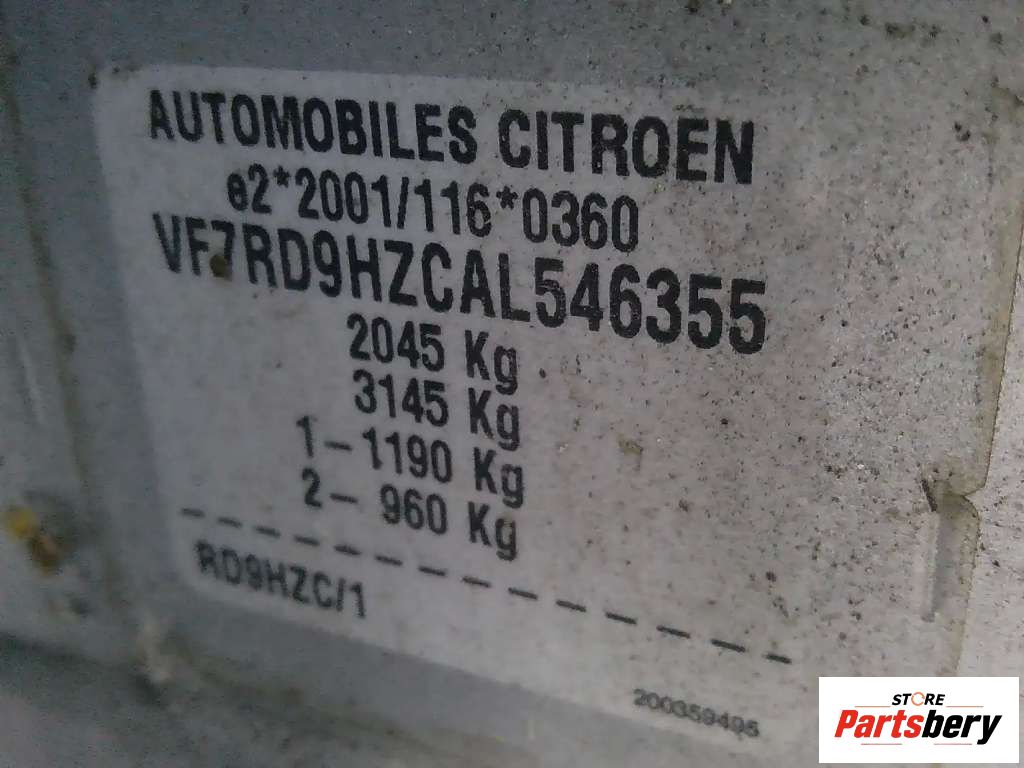 AUTOMOBILES CITROEN
e2*2001/116*0360
VF7RD9HZCAL546355
2045 Kg
3145 Kg
1-1190 Kg
2- 960 Kg
RD9HZC/1
200359495
STORE
Partsbery